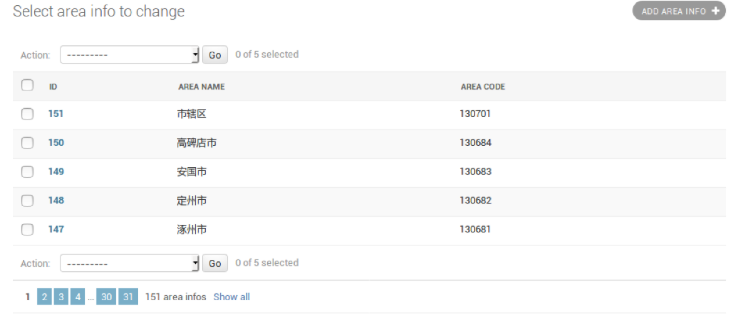 Select area info to change
ADD AREA INFO +
Action: --------- Go 0 of 5 selected
ID AREA NAME AREA CODE
151 市辖区 130701
150 高碑店市 130684
149 安国市 130683
148 定州市 130682
147 涿州市 130681
Action: --------- Go 0 of 5 selected
1 2 3 4 ... 30 31 151 area infos Show all